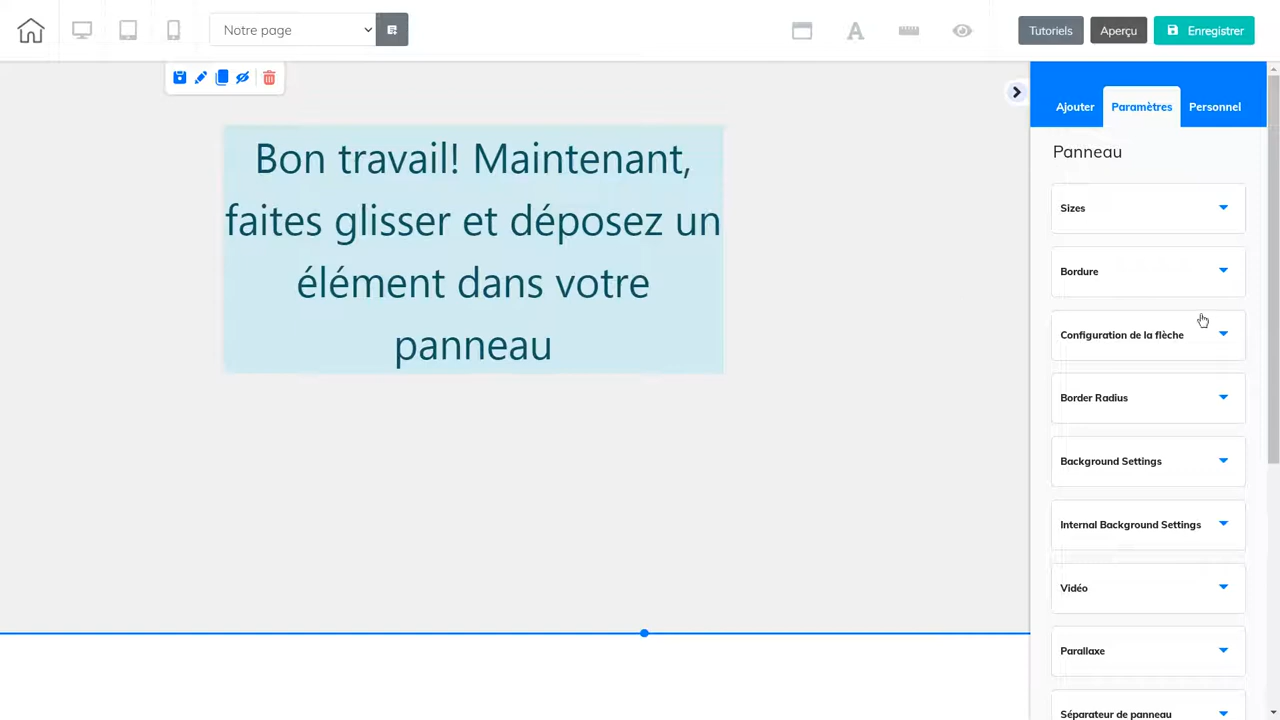 Notre page
Tutoriels
Aperçu
Enregistrer
Ajouter
Paramètres
Personnel
Panneau
Bon travail! Maintenant,
faites glisser et déposez un
élément dans votre
panneau
Sizes
Bordure
Configuration de la flèche
Border Radius
Background Settings
Internal Background Settings
Vidéo
Parallaxe
Séparateur de panneau